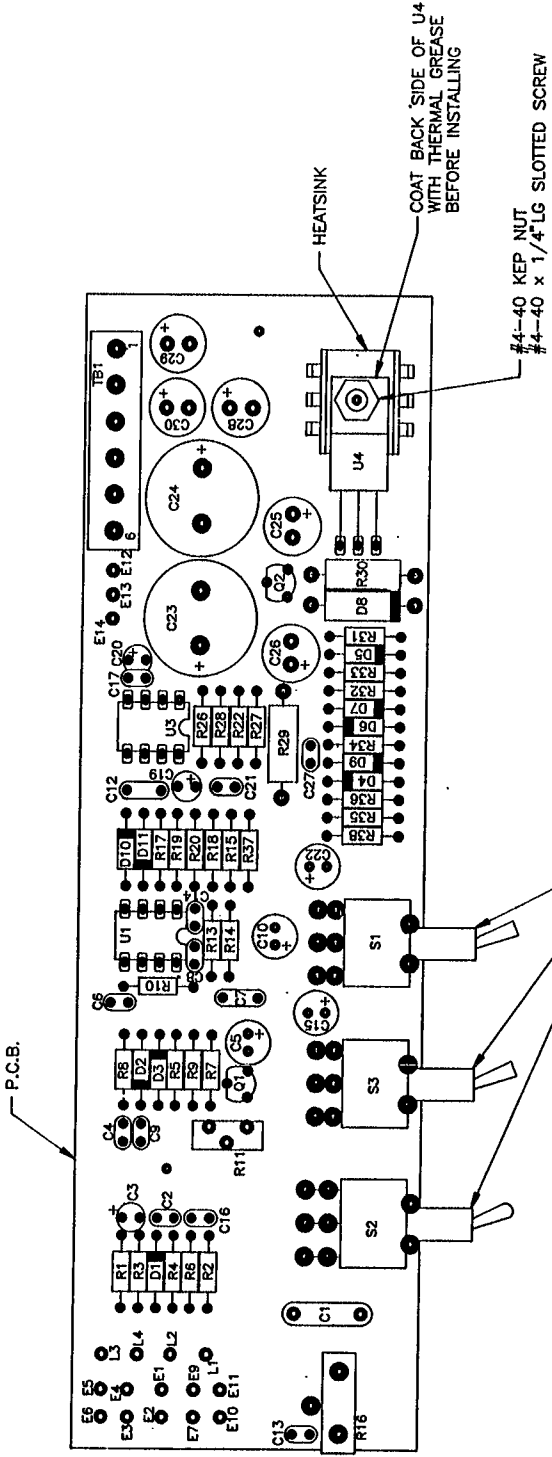 P.C.B.
HEATSINK
COAT BACK SIDE OF U4
WITH THERMAL GREASE
BEFORE INSTALLING
#4-40 KEP NUT
#4-40 x 1/4"LG SLOTTED SCREW
E6
E5
L3
E3
E4
L4
E2
E1
L2
E7
E9
L1
E10
E11
R1
R3
D1
R4
R6
R2
C3
+
C2
C16
C4
C9
R8
D2
D3
R5
R9
R7
Q1
C5
+
R11
C6
R10
U1
C8
C14
R13
R14
C7
C10
+
D10
D11
R17
R19
R20
R18
R15
R37
C12
C19
+
C21
U3
C17
C20
+
R26
R28
R22
R27
R29
E14
E13
E12
TB1
6
1
C23
+
C24
+
C30
+
C29
+
C28
+
C26
+
C25
+
Q2
C27
C22
+
C15
+
R38
R35
R36
D4
D9
R34
D6
D7
R32
R33
D5
R31
D8
R30
U4
C13
R16
C1
S2
S3
S1